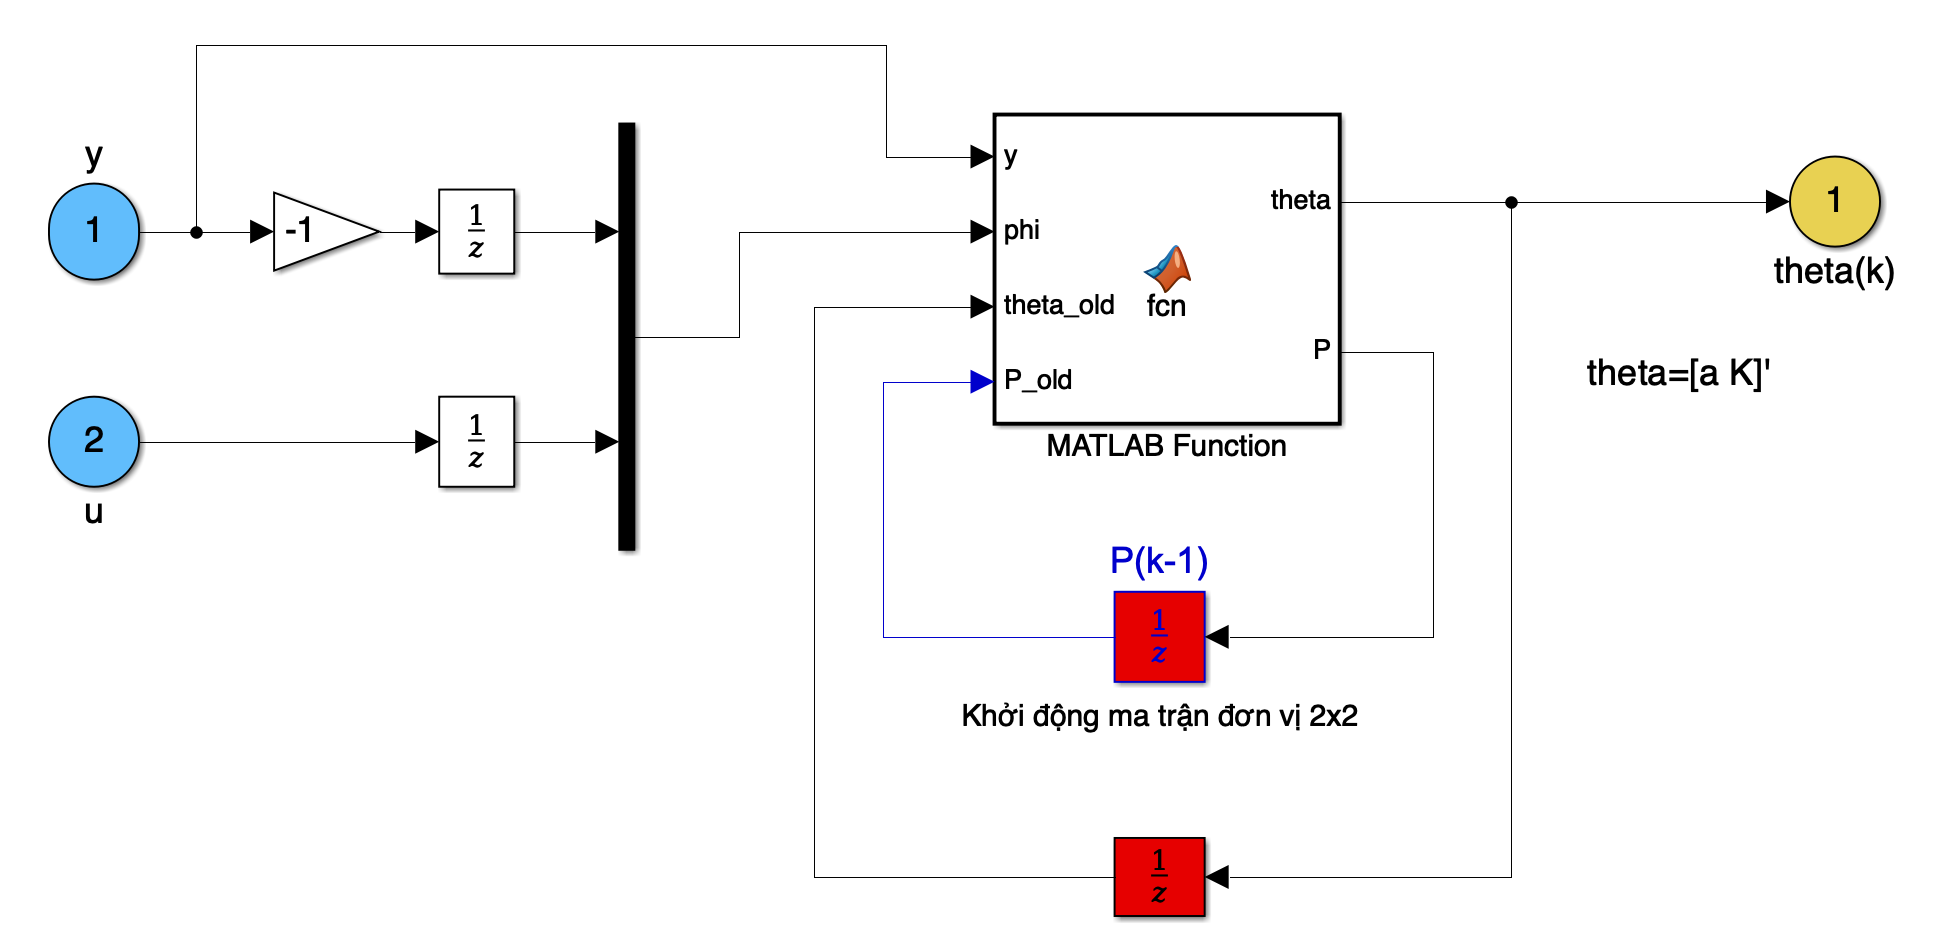 y
1
-1
1
z
2
u
1
z
y
phi
theta_old
P_old
theta
fcn
P
MATLAB Function
1
theta(k)
theta=[a K]'
P(k-1)
1
z
Khởi động ma trận đơn vị 2x2
1
z